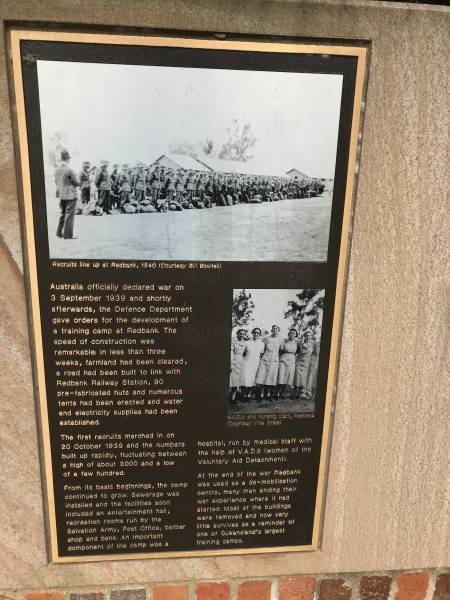 Recruits line up at Redbank, 1940 (Courtesy Bill Bowtell)
Australia officially declared war on
3 September 1939 and shortly
afterwards, the Defence Department
gave orders for the development of
a training camp at Redbank. The
speed of construction was
remarkable: in less than three
weeks, farmland had been cleared,
a road had been built to link with
Redbank Railway Station, 90
pre-fabricated huts and numerous
tents had been erected and water
and electricity supplies had been
established.
The first recruits marched in on
20 October 1939 and the numbers
built up rapidly, fluctuating between
a high of about 3000 and a low
of a few hundred.
From its basic beginnings, the camp
continued to grow. Sewerage was
installed and the facilities soon
included an entertainment hall,
recreation rooms run by the
Salvation Army, Post Office, barber
shop and bank. An important
component of the camp was a
V.A.D.s and nursing staff, Redbank
(Courtesy Viva Cribb)
hospital, run by medical staff with
the help of V.A.D.s (women of the
Voluntary Aid Detachment).
At the end of the war Redbank
was used as a de-mobilisation
centre, many men ending their
war experience where it had
started. Most of the buildings
were removed and now very
little survives as a reminder of
one of Queensland's largest
training camps.